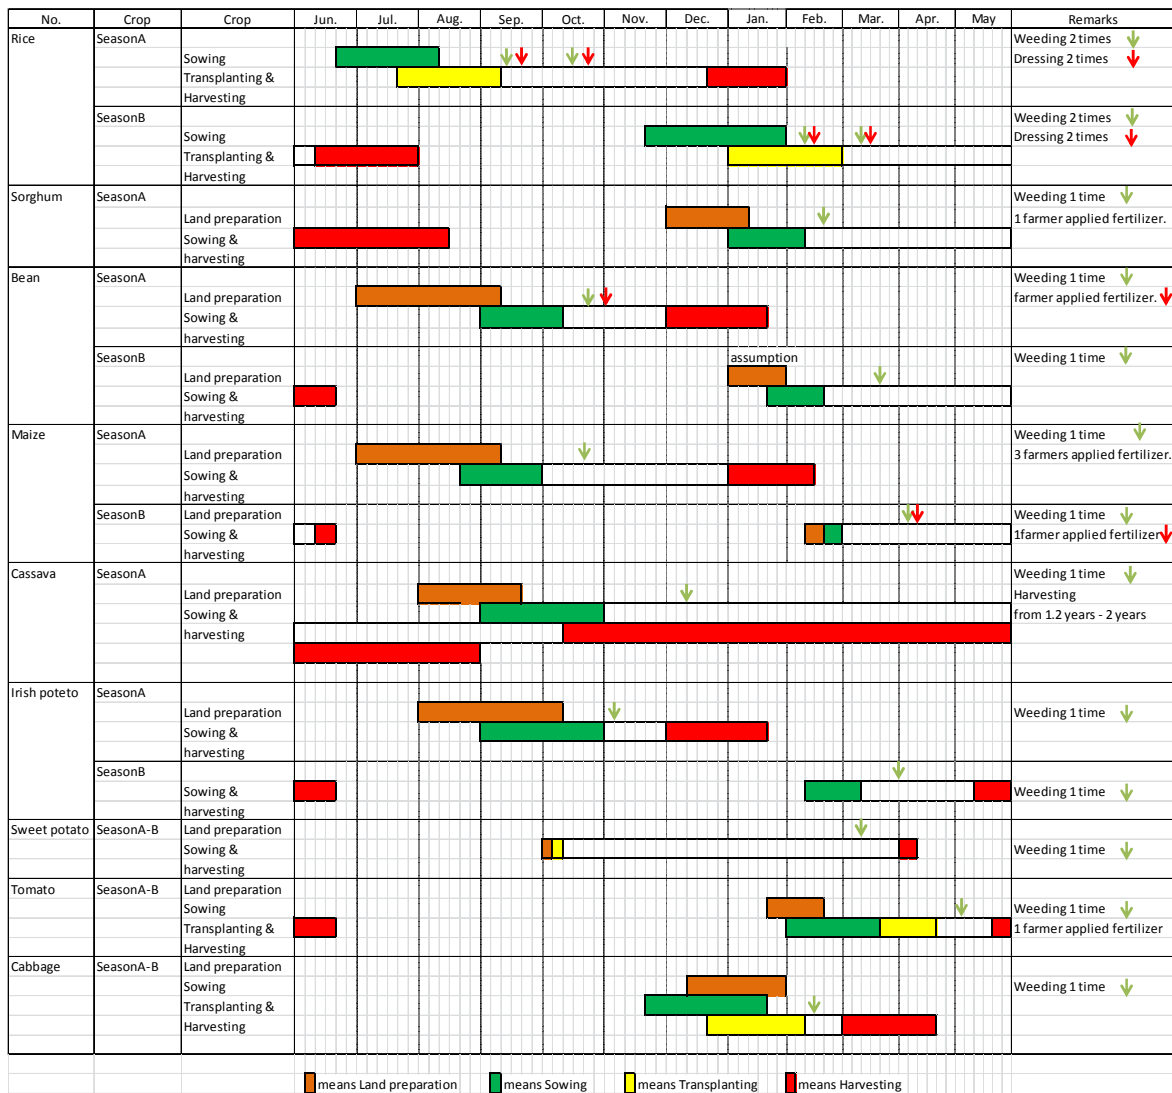 No. Crop Crop Jun. Jul. Aug. Sep. Oct. Nov. Dec. Jan. Feb. Mar. Apr. May Remarks
Rice SeasonA Weeding 2 times
Sowing Dressing 2 times
Transplanting &
Harvesting
SeasonB Weeding 2 times
Sowing Dressing 2 times
Transplanting &
Harvesting
Sorghum SeasonA Weeding 1 time
Land preparation 1 farmer applied fertilizer.
Sowing &
harvesting
Bean SeasonA Weeding 1 time
Land preparation farmer applied fertilizer.
Sowing &
harvesting
SeasonB assumption Weeding 1 time
Land preparation
Sowing &
harvesting
Maize SeasonA Weeding 1 time
Land preparation 3 farmers applied fertilizer.
Sowing &
harvesting
SeasonB Land preparation Weeding 1 time
Sowing & 1farmer applied fertilizer
harvesting
Cassava SeasonA Weeding 1 time
Land preparation Harvesting
Sowing & from 1.2 years - 2 years
harvesting
Irish poteto SeasonA
Land preparation Weeding 1 time
Sowing &
harvesting
SeasonB
Sowing & Weeding 1 time
harvesting
Sweet potato SeasonA-B Land preparation
Sowing & Weeding 1 time
harvesting
Tomato SeasonA-B Land preparation
Sowing Weeding 1 time
Transplanting & 1 farmer applied fertilizer
Harvesting
Cabbage SeasonA-B Land preparation
Sowing Weeding 1 time
Transplanting &
Harvesting
means Land preparation means Sowing means Transplanting means Harvesting